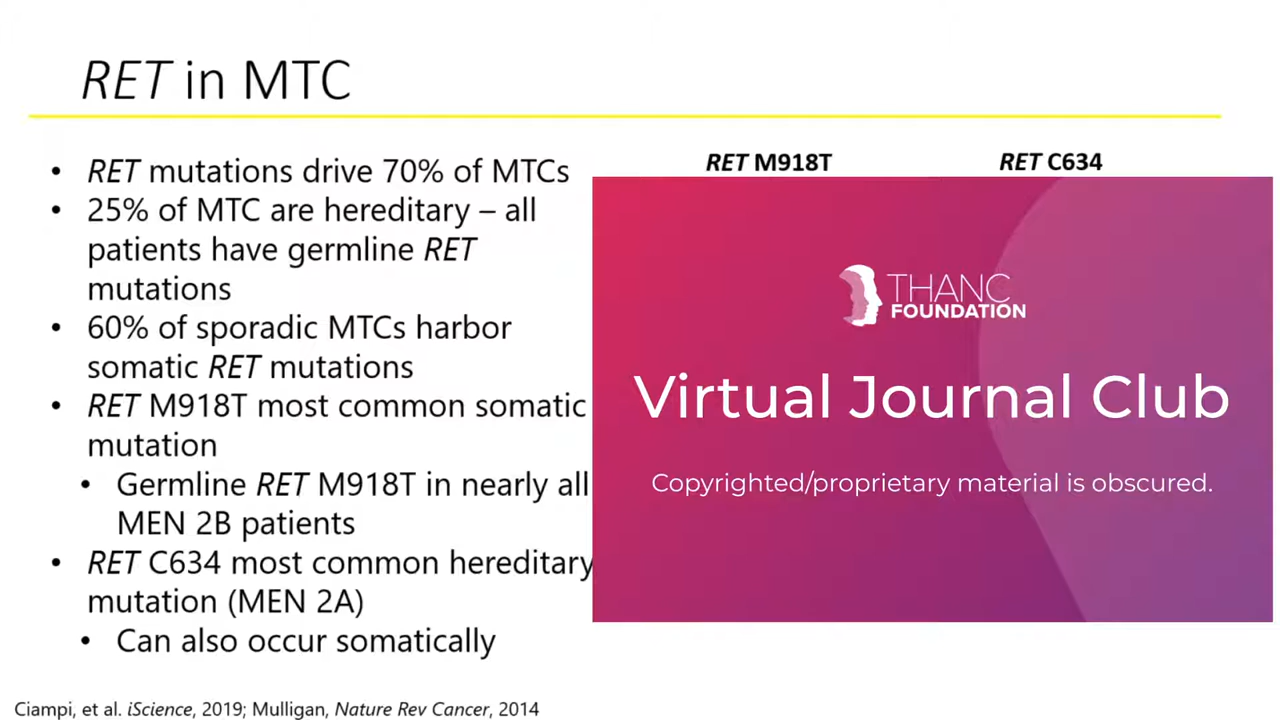 RET in MTC
• RET mutations drive 70% of MTCs
• 25% of MTC are hereditary – all
patients have germline RET
mutations
• 60% of sporadic MTCs harbor
somatic RET mutations
• RET M918T most common somatic
mutation
• Germline RET M918T in nearly all
MEN 2B patients
• RET C634 most common hereditary
mutation (MEN 2A)
• Can also occur somatically
RET M918T
RET C634
THANC
FOUNDATION
Virtual Journal Club
Copyrighted/proprietary material is obscured.
Ciampi, et al. iScience, 2019; Mulligan, Nature Rev Cancer, 2014